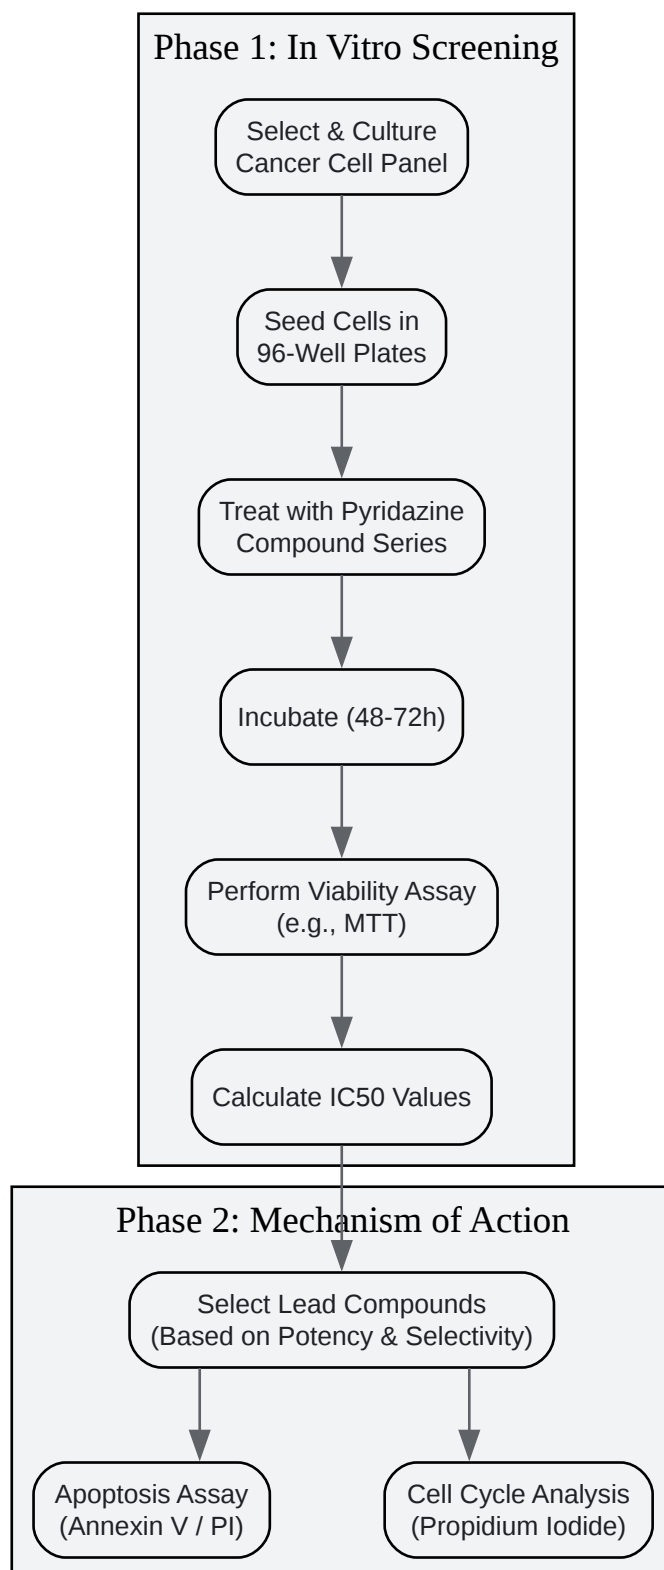 Phase 1: In Vitro Screening
Select & Culture
Cancer Cell Panel
Seed Cells in
96-Well Plates
Treat with Pyridazine
Compound Series
Incubate (48-72h)
Perform Viability Assay
(e.g., MTT)
Calculate IC50 Values
Phase 2: Mechanism of Action
Select Lead Compounds
(Based on Potency & Selectivity)
Apoptosis Assay
(Annexin V / PI)
Cell Cycle Analysis
(Propidium Iodide)